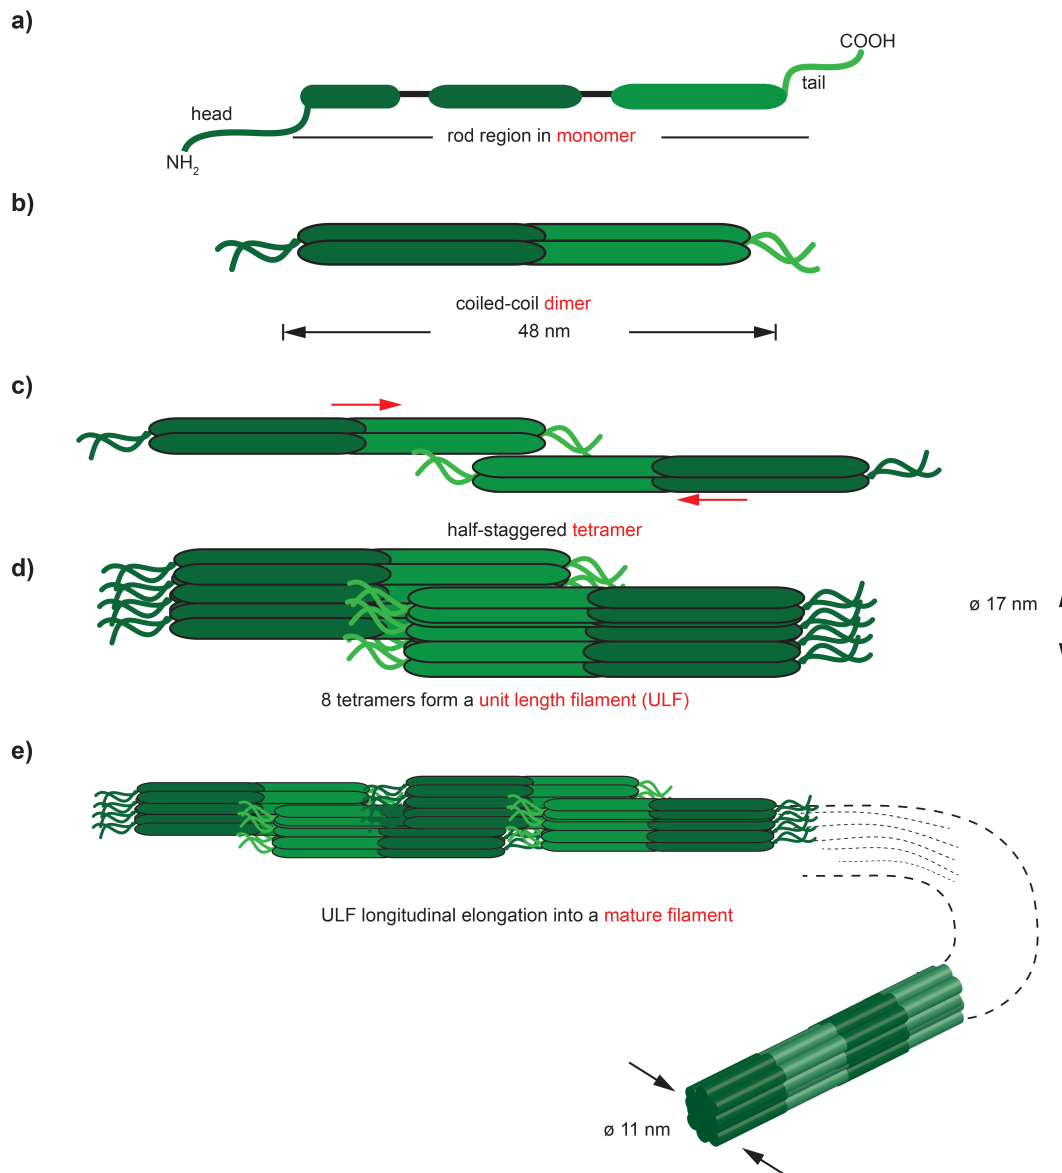 a)
COOH
tail
head
rod region in monomer
NH2
b)
coiled-coil dimer
48 nm
c)
half-staggered tetramer
d)
ø 17 nm
8 tetramers form a unit length filament (ULF)
e)
ULF longitudinal elongation into a mature filament
ø 11 nm